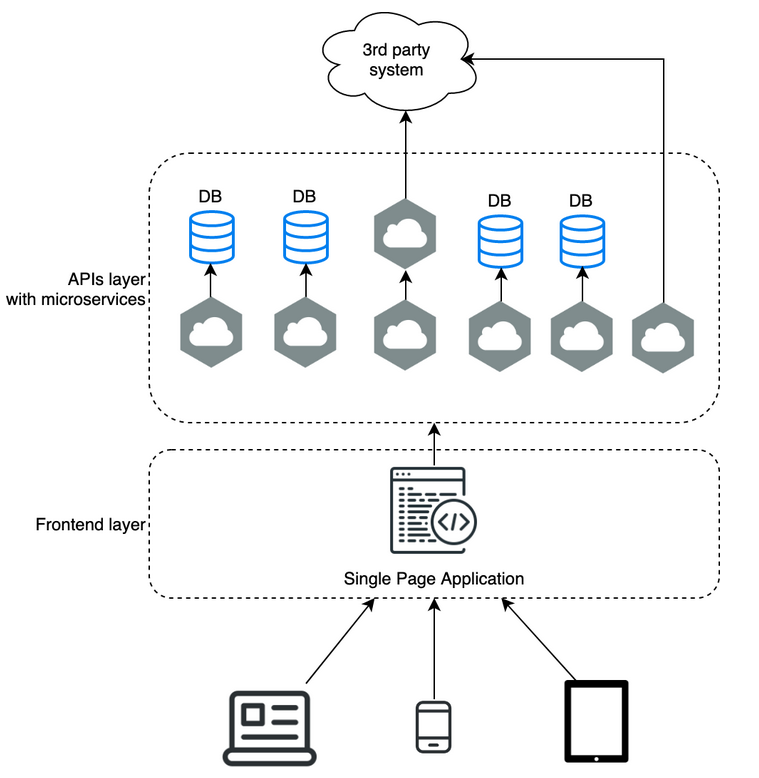 3rd party
system
DB
DB
DB
DB
APIs layer
with microservices
</>
Frontend layer
Single Page Application